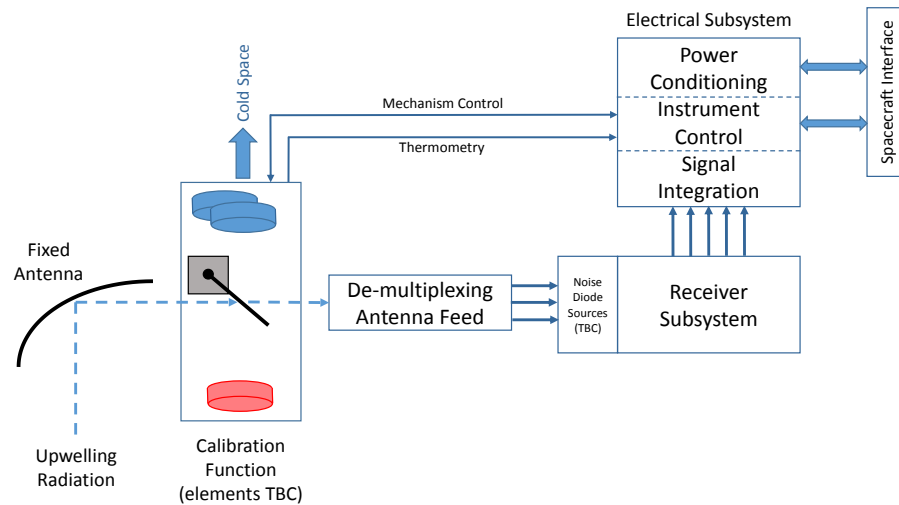 Electrical Subsystem
Power
Conditioning
Instrument
Control
Signal
Integration
Spacecraft Interface
Cold Space
Mechanism Control
Thermometry
Fixed
Antenna
De-multiplexing
Antenna Feed
Noise
Diode
Sources
(TBC)
Receiver
Subsystem
Upwelling
Radiation
Calibration
Function
(elements TBC)